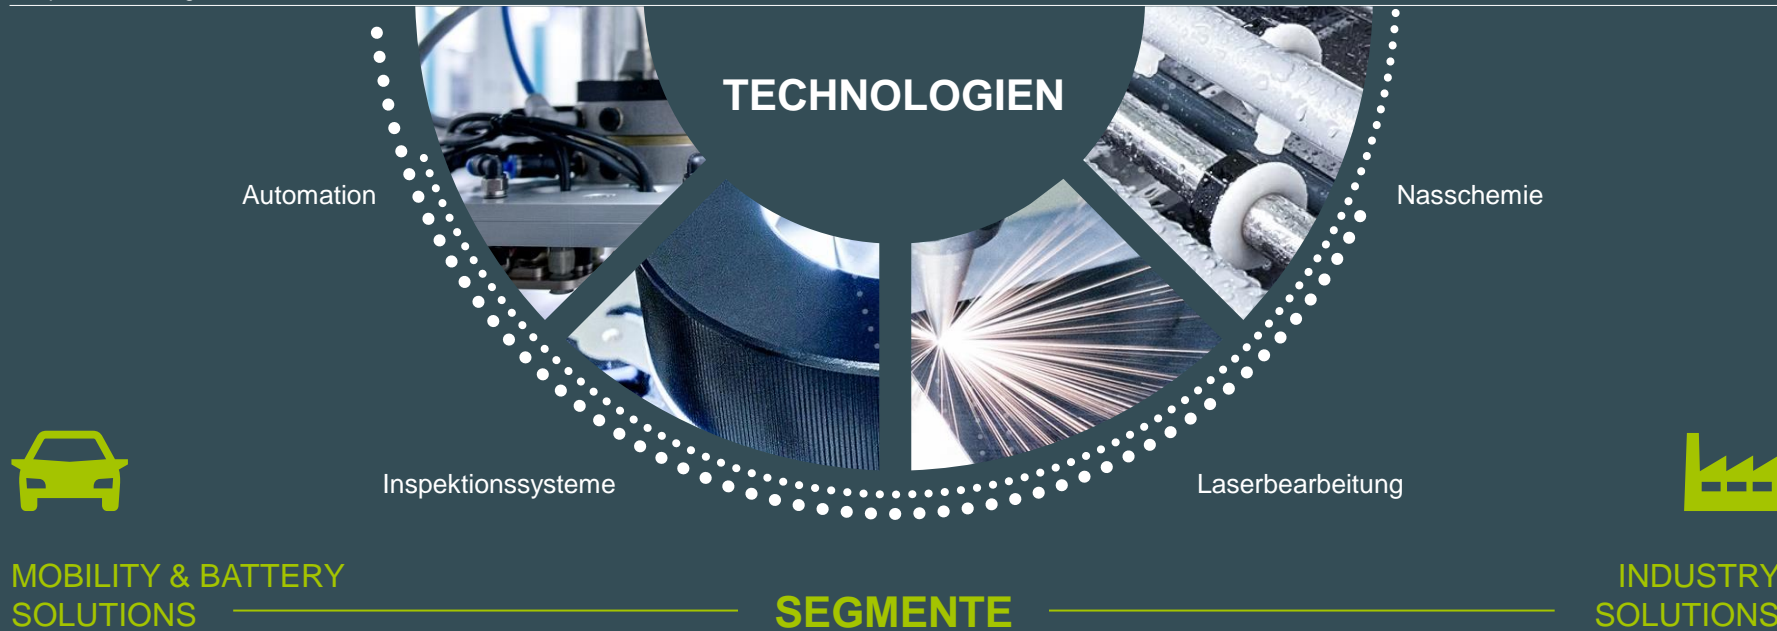 TECHNOLOGIEN
Automation
Nasschemie
Inspektionssysteme
Laserbearbeitung
MOBILITY & BATTERY
SOLUTIONS
SEGMENTE
INDUSTRY
SOLUTIONS